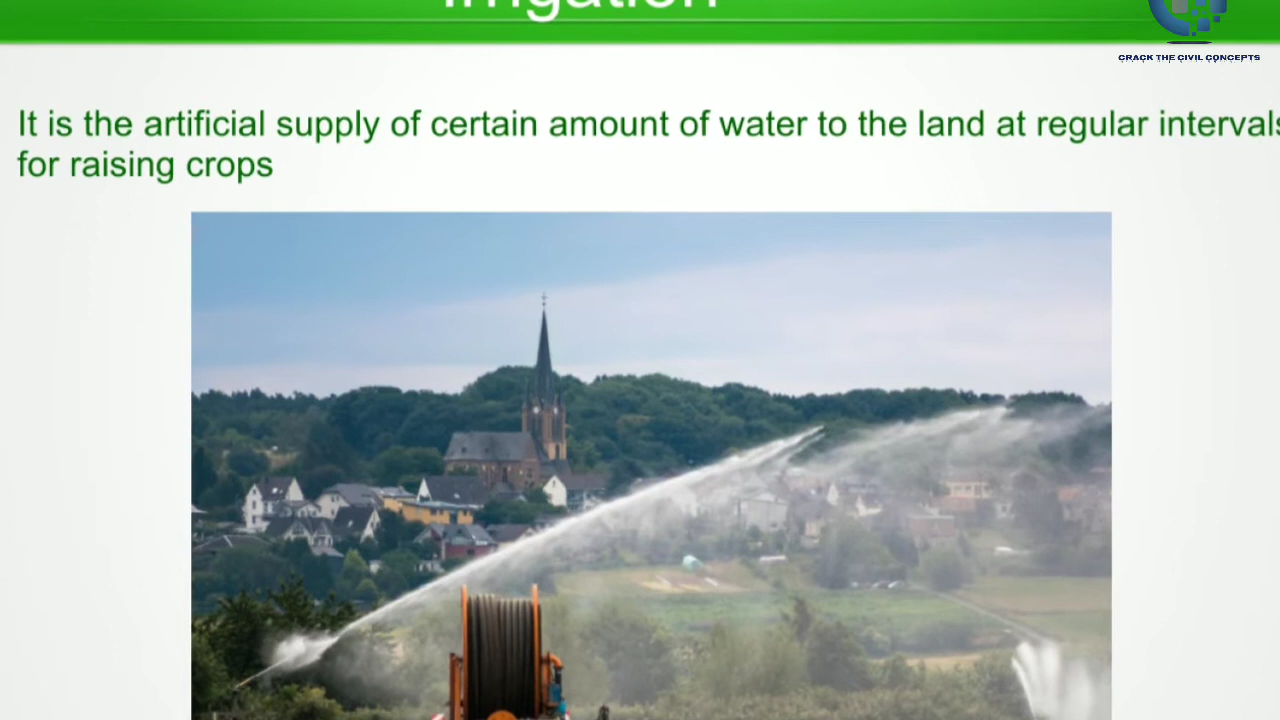 Irrigation
CRACK THE CIVIL CONCEPTS
It is the artificial supply of certain amount of water to the land at regular intervals
for raising crops